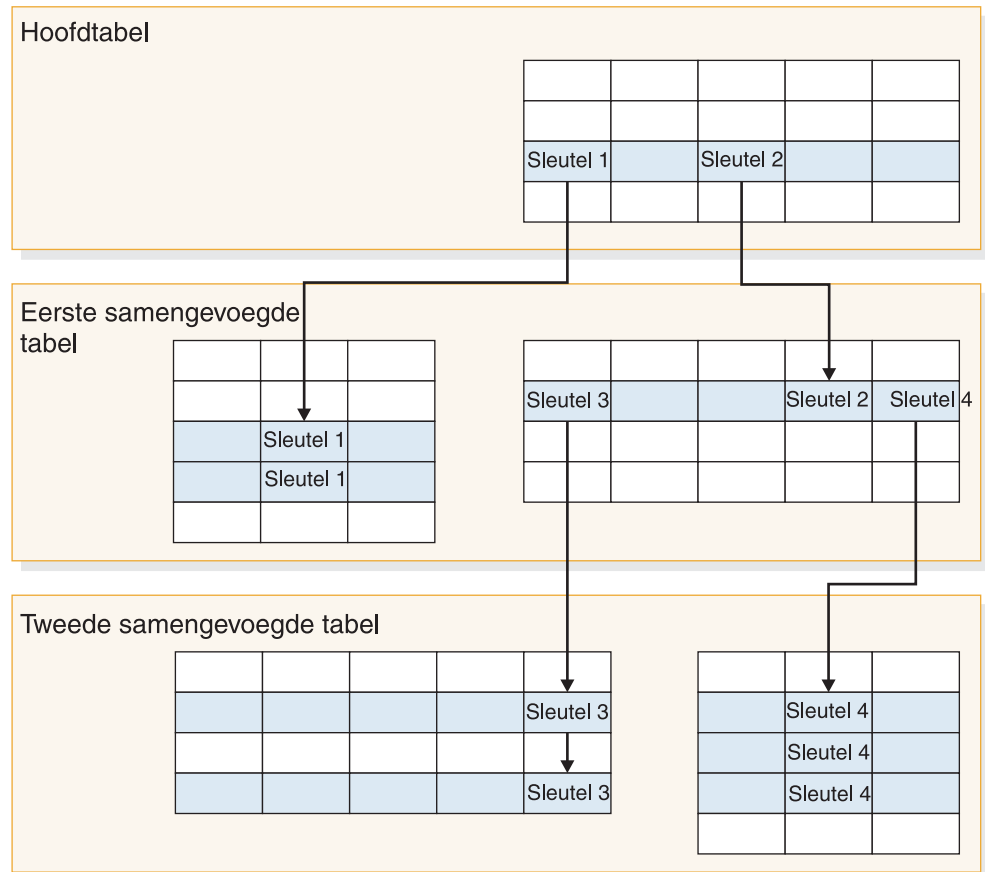 Hoofdtabel
Sleutel 1 Sleutel 2
Eerste samengevoegde
tabel
Sleutel 1
Sleutel 1
Sleutel 3 Sleutel 2 Sleutel 4
Tweede samengevoegde tabel
Sleutel 3
Sleutel 3
Sleutel 4
Sleutel 4
Sleutel 4